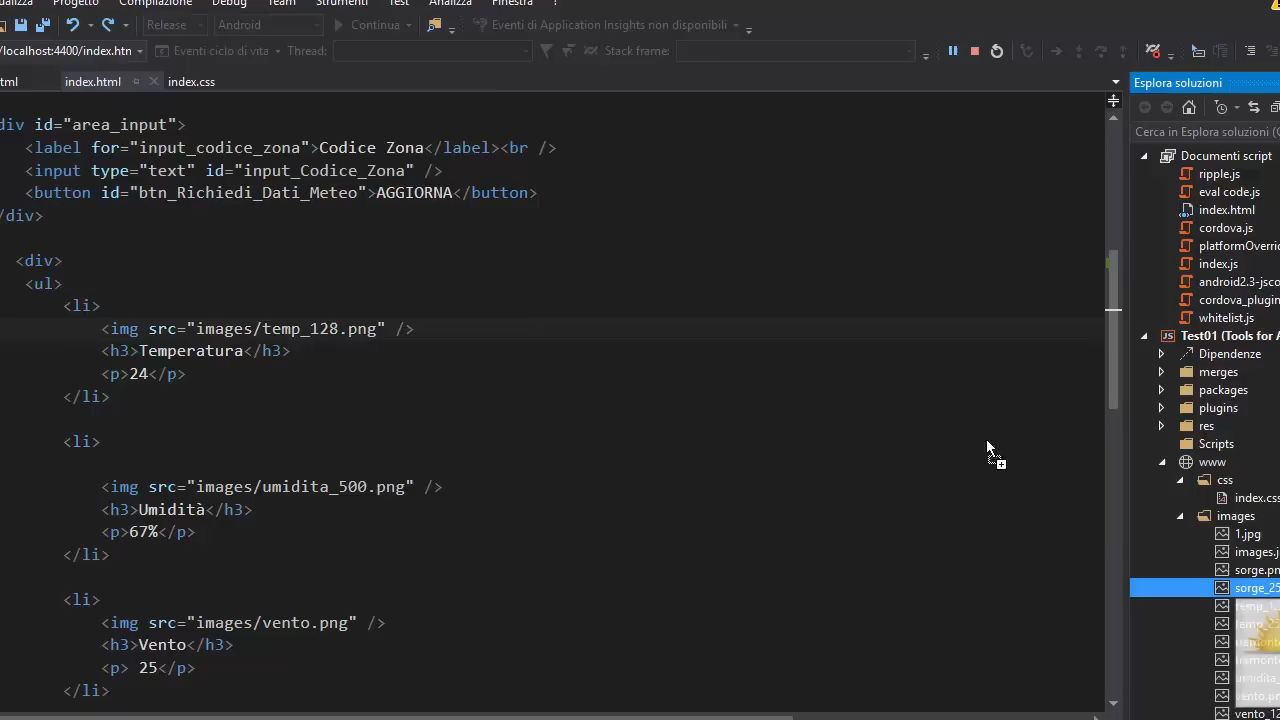 ualizza Progetto Compilazione Debug Team Strumenti Test Analizza Finestra ?
Release Android Continua Eventi di Application Insights non disponibili
/localhost:4400/index.htn Eventi ciclo di vita Thread: Stack frame:
tml index.html index.css
div id="area_input">
<label for="input_codice_zona">Codice Zona</label><br />
<input type="text" id="input_Codice_Zona" />
<button id="btn_Richiedi_Dati_Meteo">AGGIORNA</button>
/div>
<div>
<ul>
<li>
<img src="images/temp_128.png" />
<h3>Temperatura</h3>
<p>24</p>
</li>
<li>
<img src="images/umidita_500.png" />
<h3>Umidità</h3>
<p>67%</p>
</li>
<li>
<img src="images/vento.png" />
<h3>Vento</h3>
<p> 25</p>
</li>
Esplora soluzioni
Cerca in Esplora soluzioni (C
Documenti script
ripple.js
eval code.js
index.html
cordova.js
platformOverri
index.js
android2.3-jsco
cordova_plugin
whitelist.js
Test01 (Tools for A
Dipendenze
merges
packages
plugins
res
Scripts
www
css
index.css
images
1.jpg
images.j
sorge.pn
sorge_25
temp_1
umidita_
vento.pn
vento_12